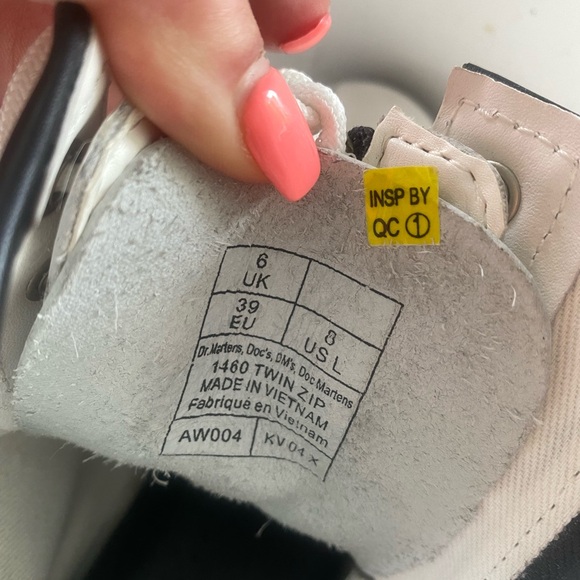 INSP BY
QC ①
6
UK
39
EU
8
US L
Dr.Martens, Doc's, DM's, Doc Martens
1460 TWIN ZIP
MADE IN VIETNAM
Fabriqué en Vietnam
AW004
KV 04 X